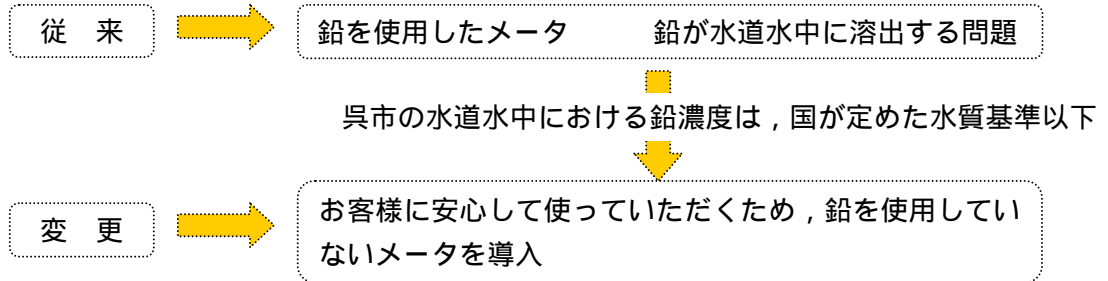 従 来
鉛を使用したメータ 鉛が水道水中に溶出する問題
呉市の水道水中における鉛濃度は，国が定めた水質基準以下
変 更
お客様に安心して使っていただくため，鉛を使用してい
ないメータを導入